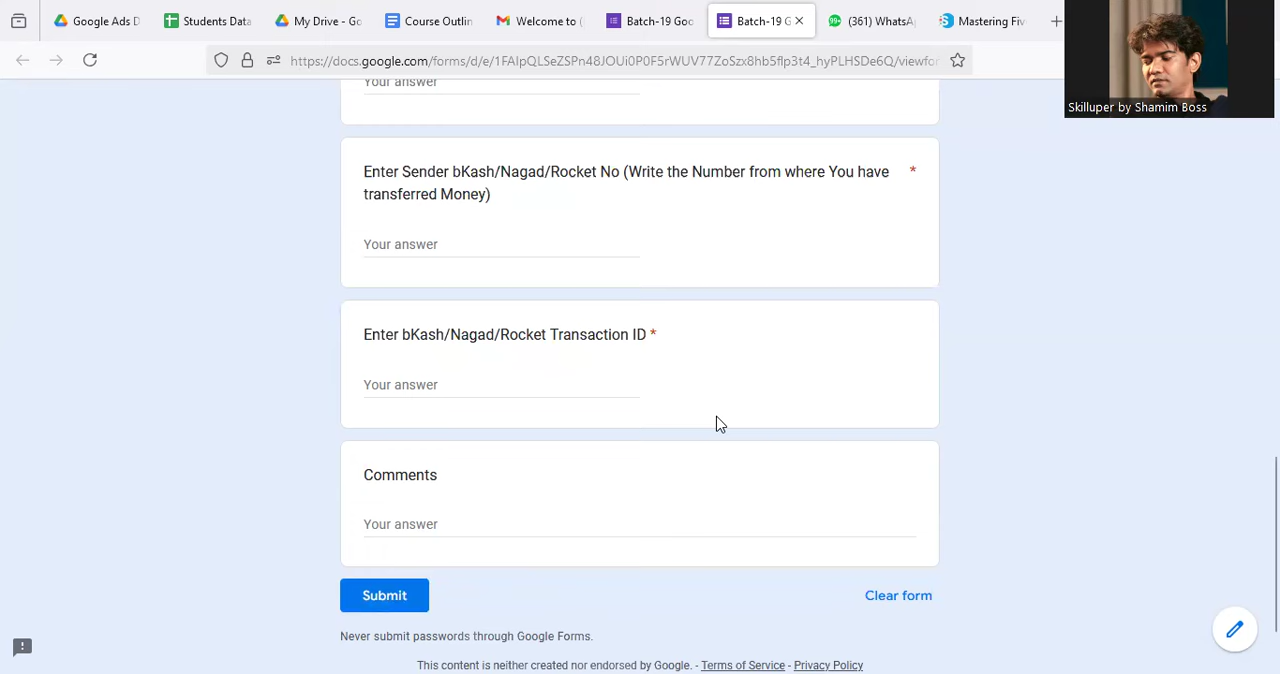 Google Ads D
Students Data
My Drive - Go
Course Outlin
Welcome to (
Batch-19 Goo
Batch-19 G
(361) WhatsA
Mastering Fiv
https://docs.google.com/forms/d/e/1FAIpQLSeZSPn48JOUi0P0F5rWUV77ZoSzx8hb5flp3t4_hyPLHSDe6Q/viewfor
Skilluper by Shamim Boss
Your answer
Enter Sender bKash/Nagad/Rocket No (Write the Number from where You have *
transferred Money)
Your answer
Enter bKash/Nagad/Rocket Transaction ID *
Your answer
Comments
Your answer
Submit
Clear form
Never submit passwords through Google Forms.
This content is neither created nor endorsed by Google. - Terms of Service - Privacy Policy